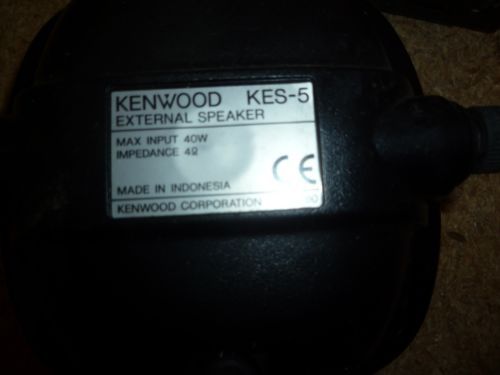 KENWOOD KES-5
EXTERNAL SPEAKER
MAX INPUT 40W
IMPEDANCE 4Ω
CE
MADE IN INDONESIA
KENWOOD CORPORATION